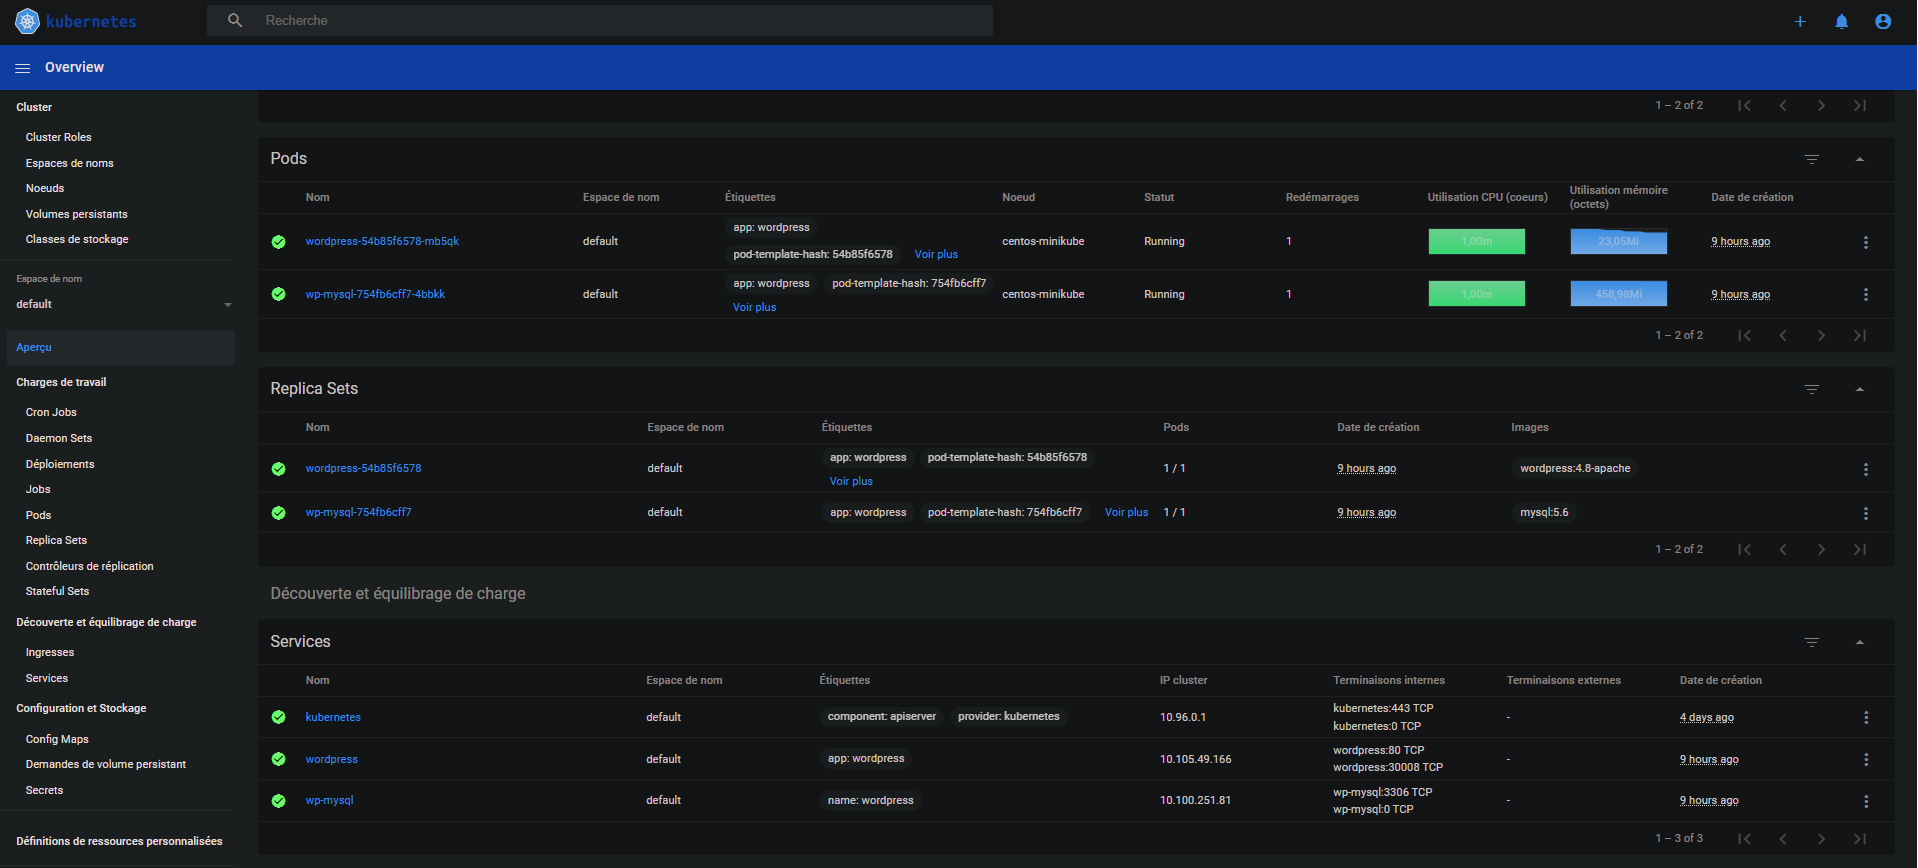 kubernetes
Recherche
Overview
Cluster
Cluster Roles
Espaces de noms
Noeuds
Volumes persistants
Classes de stockage
Espace de nom
default
Aperçu
Charges de travail
Cron Jobs
Daemon Sets
Déploiements
Jobs
Pods
Replica Sets
Contrôleurs de réplication
Stateful Sets
Découverte et équilibrage de charge
Ingresses
Services
Configuration et Stockage
Config Maps
Demandes de volume persistant
Secrets
Définitions de ressources personnalisées
1 – 2 of 2
Pods
Nom Espace de nom Étiquettes Noeud Statut Redémarrages Utilisation CPU (coeurs) Utilisation mémoire (octets) Date de création
wordpress-54b85f6578-mb5qk default app: wordpress pod-template-hash: 54b85f6578 Voir plus centos-minikube Running 1 1,00m 23,05Mi 9 hours ago
wp-mysql-754fb6cff7-4bbkk default app: wordpress pod-template-hash: 754fb6cff7 Voir plus centos-minikube Running 1 1,00m 458,98Mi 9 hours ago
1 – 2 of 2
Replica Sets
Nom Espace de nom Étiquettes Pods Date de création Images
wordpress-54b85f6578 default app: wordpress pod-template-hash: 54b85f6578 Voir plus 1 / 1 9 hours ago wordpress:4.8-apache
wp-mysql-754fb6cff7 default app: wordpress pod-template-hash: 754fb6cff7 Voir plus 1 / 1 9 hours ago mysql:5.6
1 – 2 of 2
Découverte et équilibrage de charge
Services
Nom Espace de nom Étiquettes IP cluster Terminaisons internes Terminaisons externes Date de création
kubernetes default component: apiserver provider: kubernetes 10.96.0.1 kubernetes:443 TCP kubernetes:0 TCP - 4 days ago
wordpress default app: wordpress 10.105.49.166 wordpress:80 TCP wordpress:30008 TCP - 9 hours ago
wp-mysql default name: wordpress 10.100.251.81 wp-mysql:3306 TCP wp-mysql:0 TCP - 9 hours ago
1 – 3 of 3